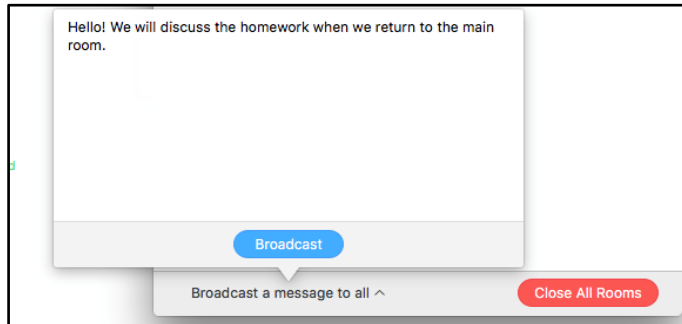 Hello! We will discuss the homework when we return to the main
room.
d
Broadcast
Broadcast a message to all ^
Close All Rooms